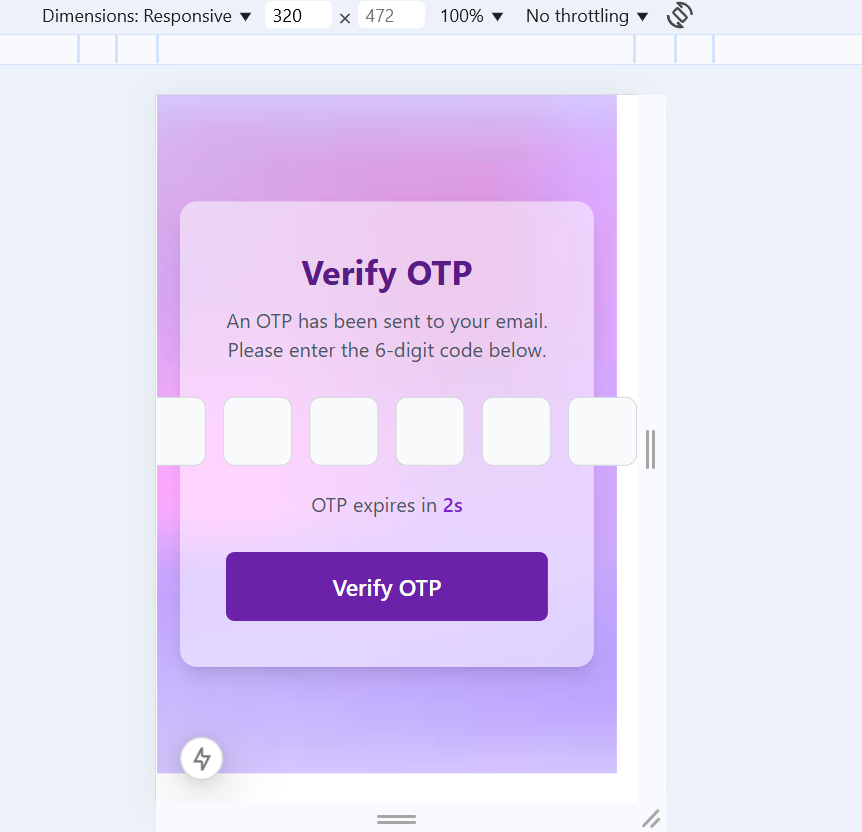 Dimensions: Responsive ▼ 320 × 472 100% ▼ No throttling ▼
Verify OTP
An OTP has been sent to your email.
Please enter the 6-digit code below.
OTP expires in 2s
Verify OTP